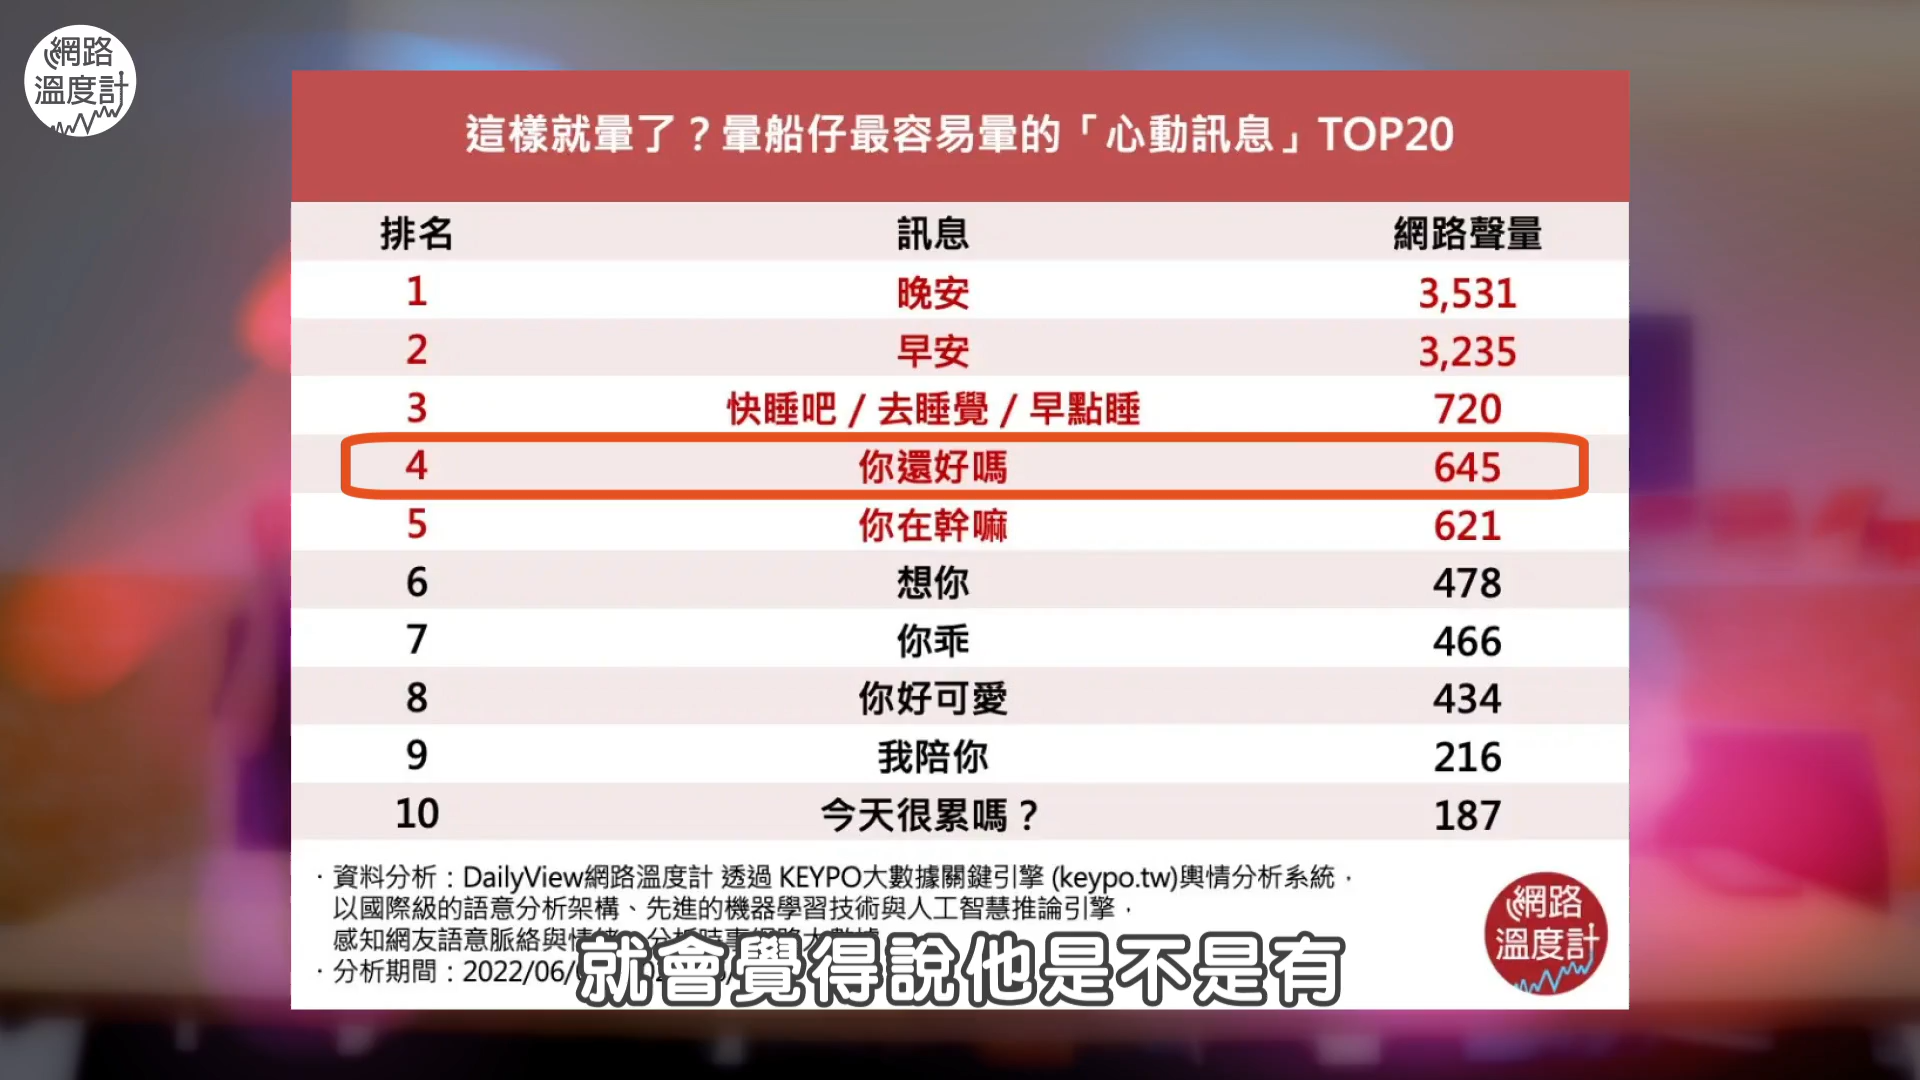 網路
溫度計
這樣就暈了？暈船仔最容易暈的「心動訊息」TOP20
排名 訊息 網路聲量
1 晚安 3,531
2 早安 3,235
3 快睡吧 / 去睡覺 / 早點睡 720
4 你還好嗎 645
5 你在幹嘛 621
6 想你 478
7 你乖 466
8 你好可愛 434
9 我陪你 216
10 今天很累嗎？ 187
· 資料分析：DailyView網路溫度計 透過 KEYPO大數據關鍵引擎 (keypo.tw)輿情分析系統，
以國際級的語意分析架構、先進的機器學習技術與人工智慧推論引擎，
感知網友語意脈絡與情
· 分析期間：2022/06/
網路
溫度計
就會覺得說他是不是有